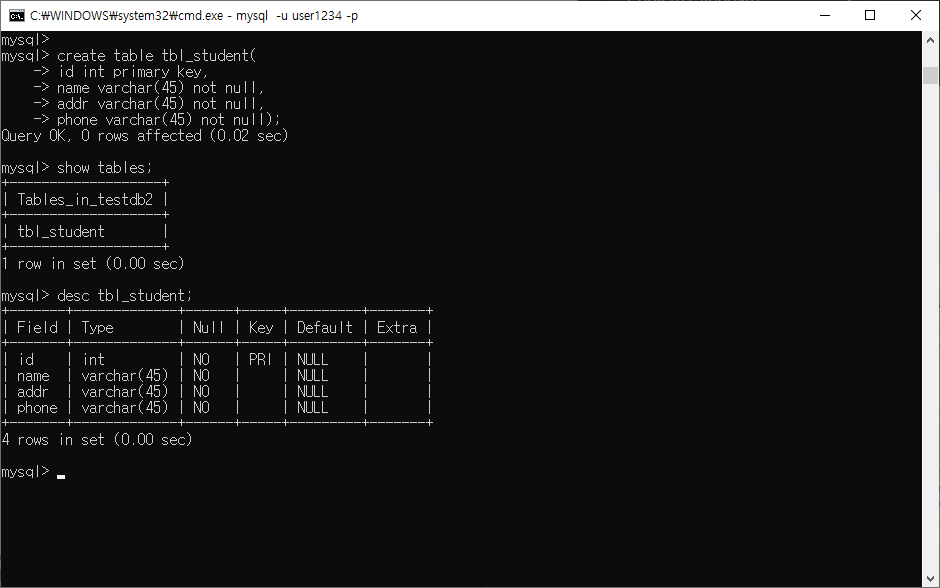 C:₩WINDOWS₩system32₩cmd.exe - mysql  -u user1234 -p
mysql>
mysql> create table tbl_student(
    -> id int primary key,
    -> name varchar(45) not null,
    -> addr varchar(45) not null,
    -> phone varchar(45) not null);
Query OK, 0 rows affected (0.02 sec)
mysql> show tables;
+-------------------+
| Tables_in_testdb2 |
+-------------------+
| tbl_student       |
+-------------------+
1 row in set (0.00 sec)
mysql> desc tbl_student;
+-------+-------------+------+-----+---------+-------+
| Field | Type        | Null | Key | Default | Extra |
+-------+-------------+------+-----+---------+-------+
| id    | int         | NO   | PRI | NULL    |       |
| name  | varchar(45) | NO   |     | NULL    |       |
| addr  | varchar(45) | NO   |     | NULL    |       |
| phone | varchar(45) | NO   |     | NULL    |       |
+-------+-------------+------+-----+---------+-------+
4 rows in set (0.00 sec)
mysql>